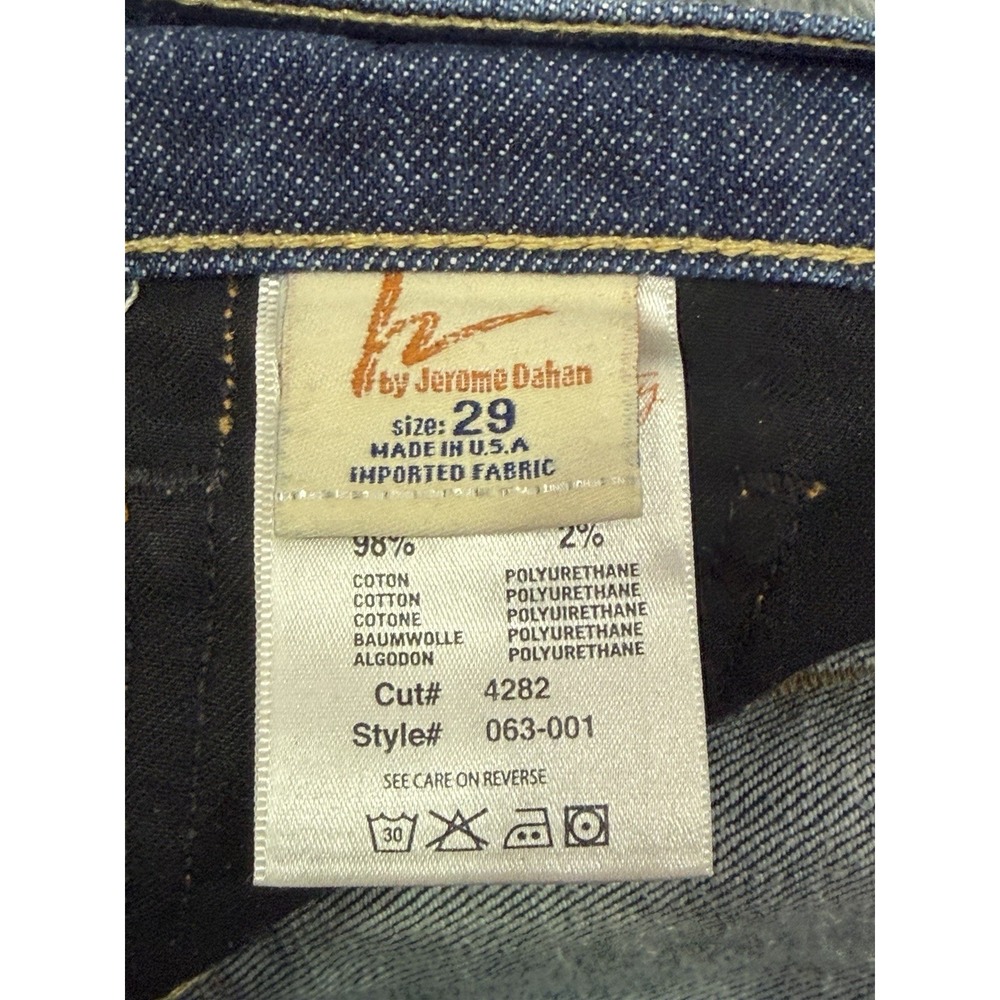 h
by Jerome Dahan
size: 29
MADE IN U.S.A
IMPORTED FABRIC
98% 2%
COTON POLYURETHANE
COTTON POLYURETHANE
COTONE POLYUIRETHANE
BAUMWOLLE POLYURETHANE
ALGODON POLYURETHANE
Cut# 4282
Style# 063-001
SEE CARE ON REVERSE
30